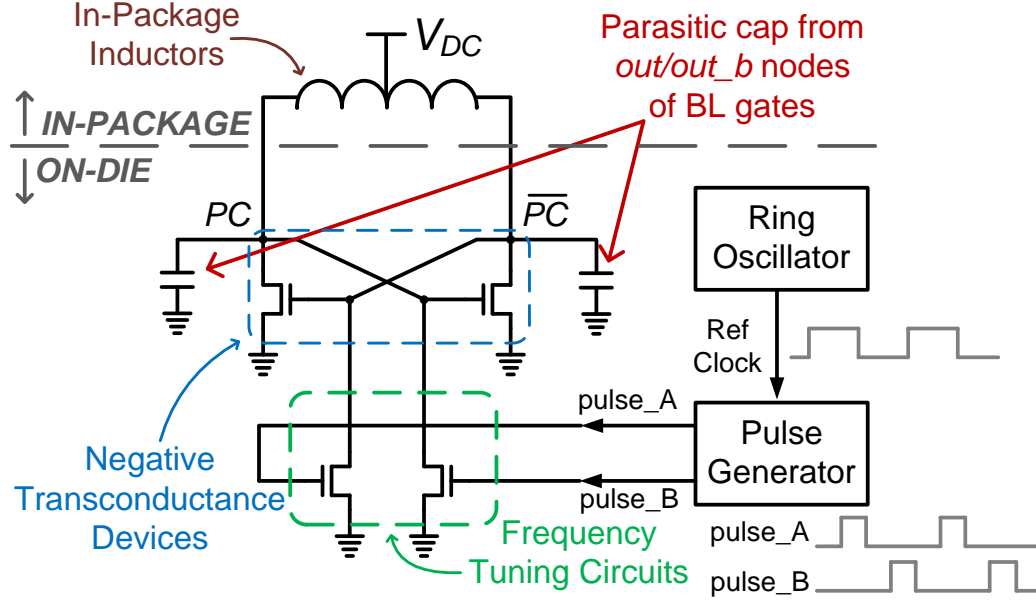 In-Package
Inductors
V_DC
Parasitic cap from
out/out_b nodes
of BL gates
IN-PACKAGE
ON-DIE
PC
P̅C̅
Ring
Oscillator
Ref
Clock
pulse_A
Pulse
Generator
pulse_B
Negative
Transconductance
Devices
Frequency
Tuning Circuits
pulse_A
pulse_B